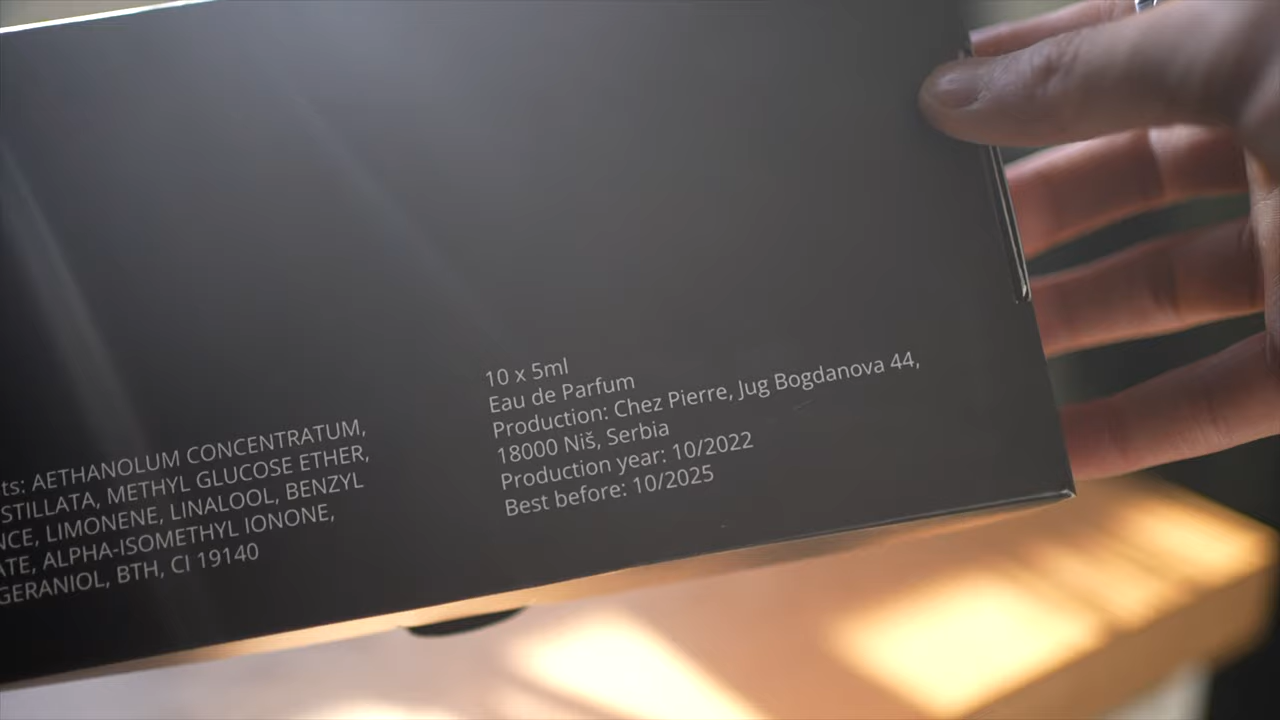 ts: AETHANOLUM CONCENTRATUM,
STILLATA, METHYL GLUCOSE ETHER,
NCE, LIMONENE, LINALOOL, BENZYL
ATE, ALPHA-ISOMETHYL IONONE,
GERANIOL, BTH, CI 19140
10 x 5ml
Eau de Parfum
Production: Chez Pierre, Jug Bogdanova 44,
18000 Niš, Serbia
Production year: 10/2022
Best before: 10/2025